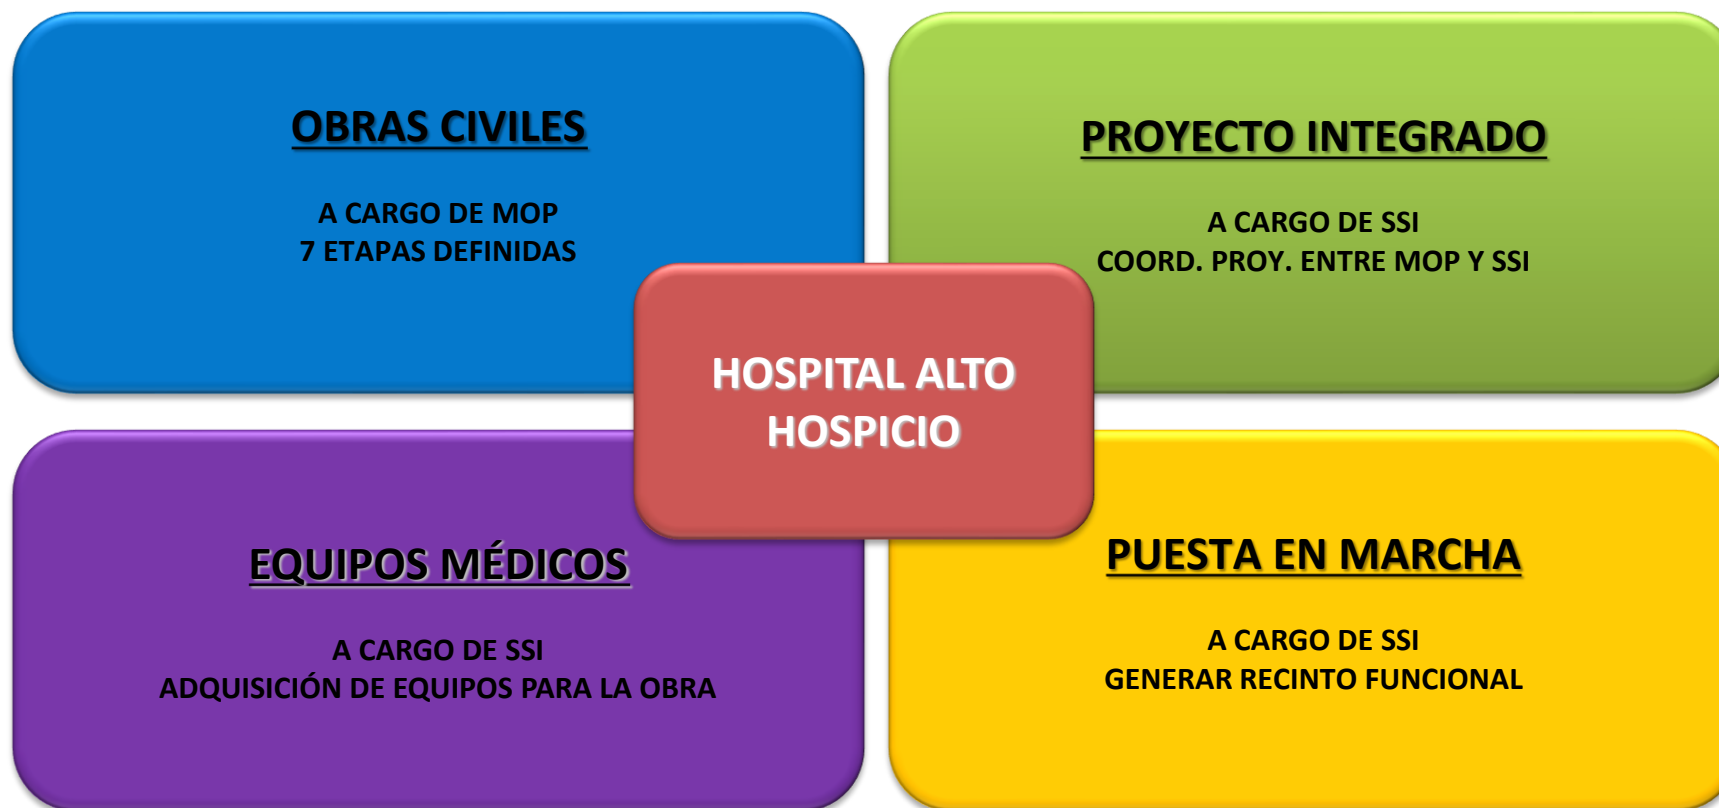 OBRAS CIVILES
A CARGO DE MOP
7 ETAPAS DEFINIDAS
PROYECTO INTEGRADO
A CARGO DE SSI
COORD. PROY. ENTRE MOP Y SSI
HOSPITAL ALTO
HOSPICIO
EQUIPOS MÉDICOS
A CARGO DE SSI
ADQUISICIÓN DE EQUIPOS PARA LA OBRA
PUESTA EN MARCHA
A CARGO DE SSI
GENERAR RECINTO FUNCIONAL